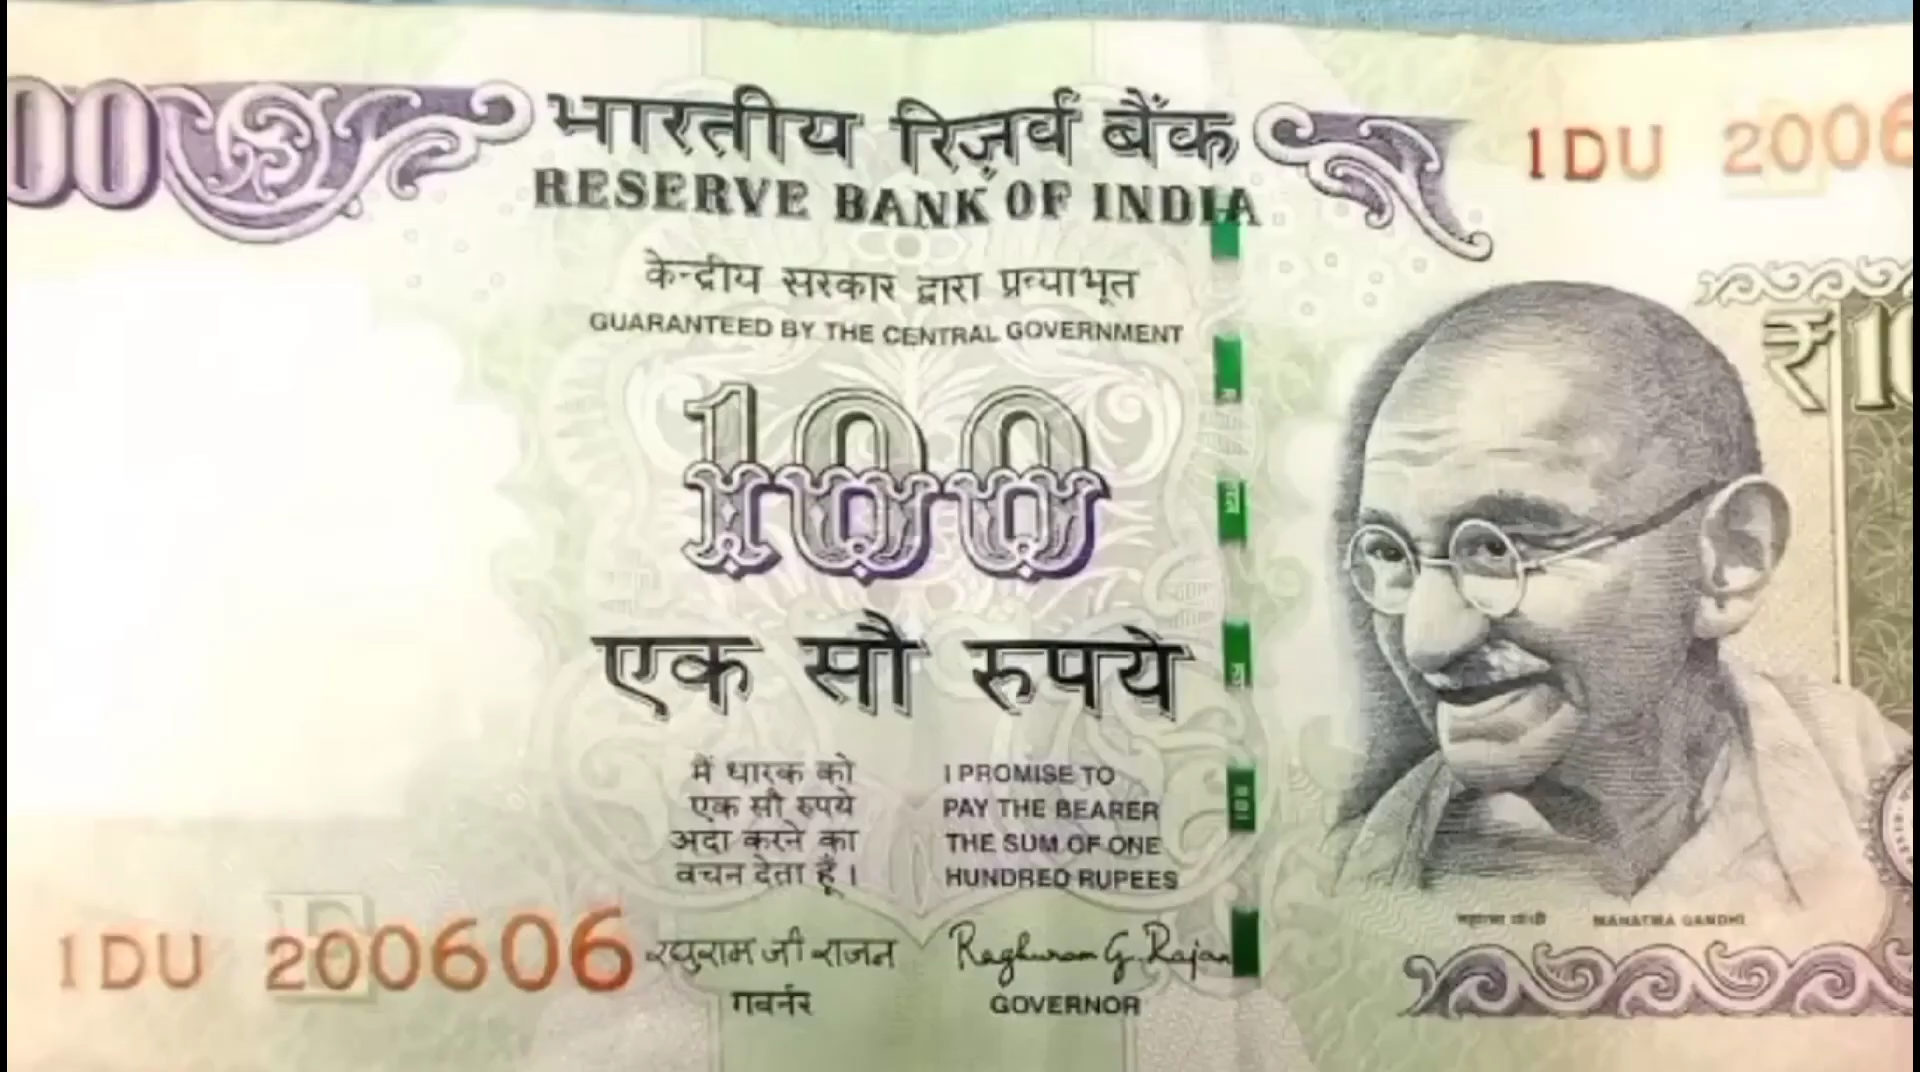 00
भारतीय रिज़र्व बैंक
RESERVE BANK OF INDIA
1DU 2006
केन्द्रीय सरकार द्वारा प्रत्याभूत
GUARANTEED BY THE CENTRAL GOVERNMENT
₹10
100
एक सौ रुपये
मैं धारक को
एक सौ रुपये
अदा करने का
वचन देता हूँ ।
I PROMISE TO
PAY THE BEARER
THE SUM OF ONE
HUNDRED RUPEES
महात्मा गांधी MAHATMA GANDHI
1DU 200606
रघुराम जी राजन
गवर्नर
Raghuram G. Rajan
GOVERNOR